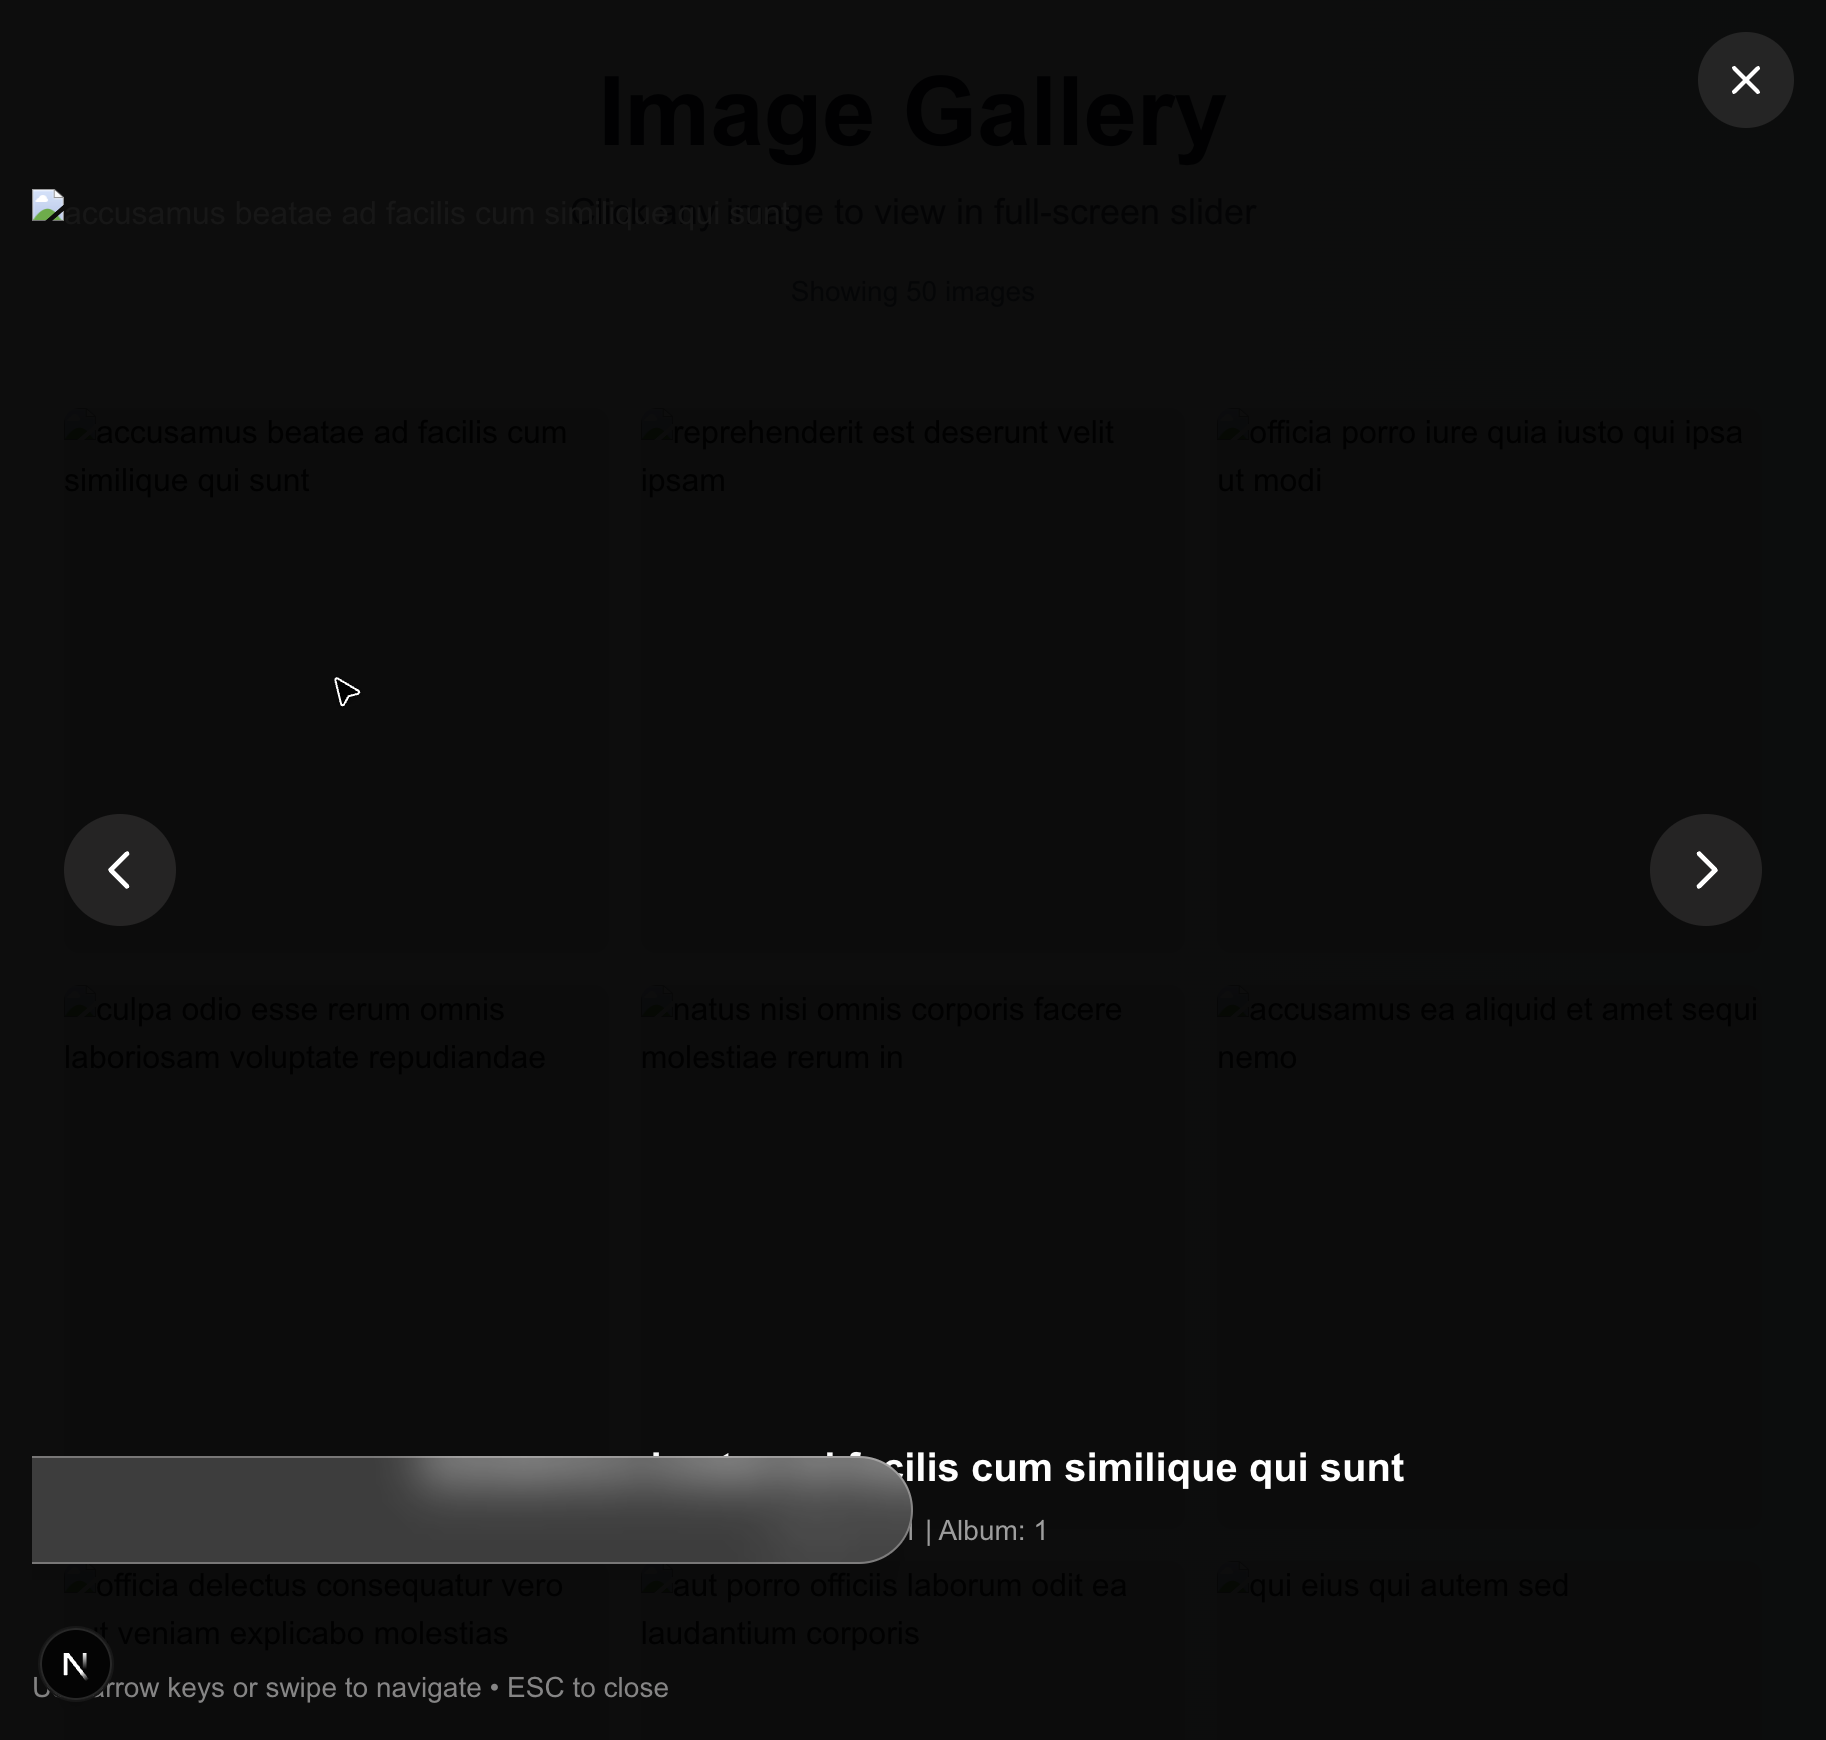 Image Gallery
accusamus beatae ad facilis cum similique qui sunt
Click any image to view in full-screen slider
Showing 50 images
accusamus beatae ad facilis cum
similique qui sunt
reprehenderit est deserunt velit
ipsam
officia porro iure quia iusto qui ipsa
ut modi
culpa odio esse rerum omnis
laboriosam voluptate repudiandae
natus nisi omnis corporis facere
molestiae rerum in
accusamus ea aliquid et amet sequi
nemo
cilis cum similique qui sunt
| Album: 1
officia delectus consequatur vero
veniam explicabo molestias
aut porro officiis laborum odit ea
laudantium corporis
qui eius qui autem sed
N
arrow keys or swipe to navigate • ESC to close